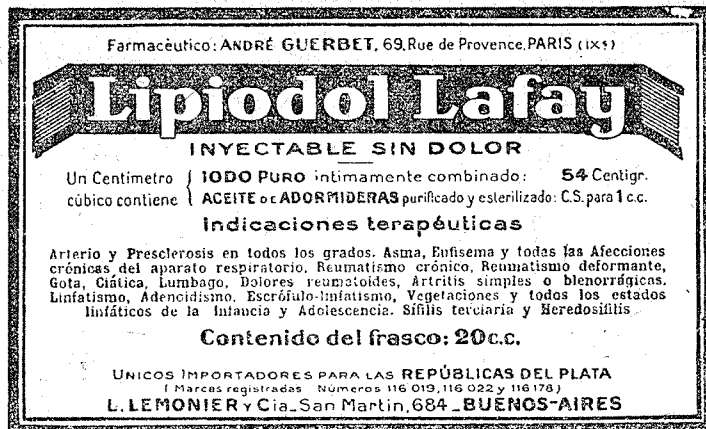 Farmacèutico: ANDRÉ GUERBET, 69, Rue de Provence, PARIS (IXe)
Lipiodol Lafay
INYECTABLE SIN DOLOR
Un Centímetro cúbico contiene
IODO PURO íntimamente combinado: 54 Centigr.
ACEITE DE ADORMIDERAS purificado y esterilizado: C.S. para 1 c.c.
Indicaciones terapéuticas
Arterio y Presclerosis en todos los grados. Asma, Enfisema y todas las Afecciones
crónicas del aparato respiratorio, Reumatismo crónico, Reumatismo deformante,
Gota, Ciática, Lumbago, Dolores reumatoides, Artritis simples o blenorrágicas.
Linfatismo, Adenoidismo. Escrófulo-linfatismo, Vegetaciones y todos los estados
linfáticos de la Infancia y Adolescencia. Sífilis terciaria y Heredosífilis
Contenido del frasco: 20 c.c.
UNICOS IMPORTADORES PARA LAS REPÚBLICAS DEL PLATA
(Marcas registradas Números 116 019, 116 022 y 116 178)
L. LEMONIER Y Cia_San Martin, 684_BUENOS-AIRES